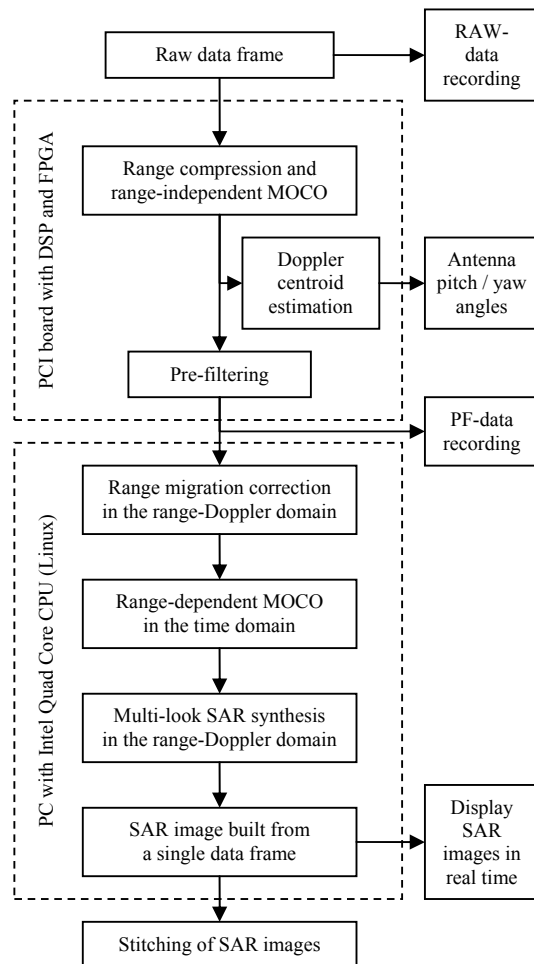 Raw data frame
RAW-
data
recording
PCI board with DSP and FPGA
Range compression and
range-independent MOCO
Doppler
centroid
estimation
Antenna
pitch / yaw
angles
Pre-filtering
PF-data
recording
PC with Intel Quad Core CPU (Linux)
Range migration correction
in the range-Doppler domain
Range-dependent MOCO
in the time domain
Multi-look SAR synthesis
in the range-Doppler domain
SAR image built from
a single data frame
Display
SAR
images in
real time
Stitching of SAR images